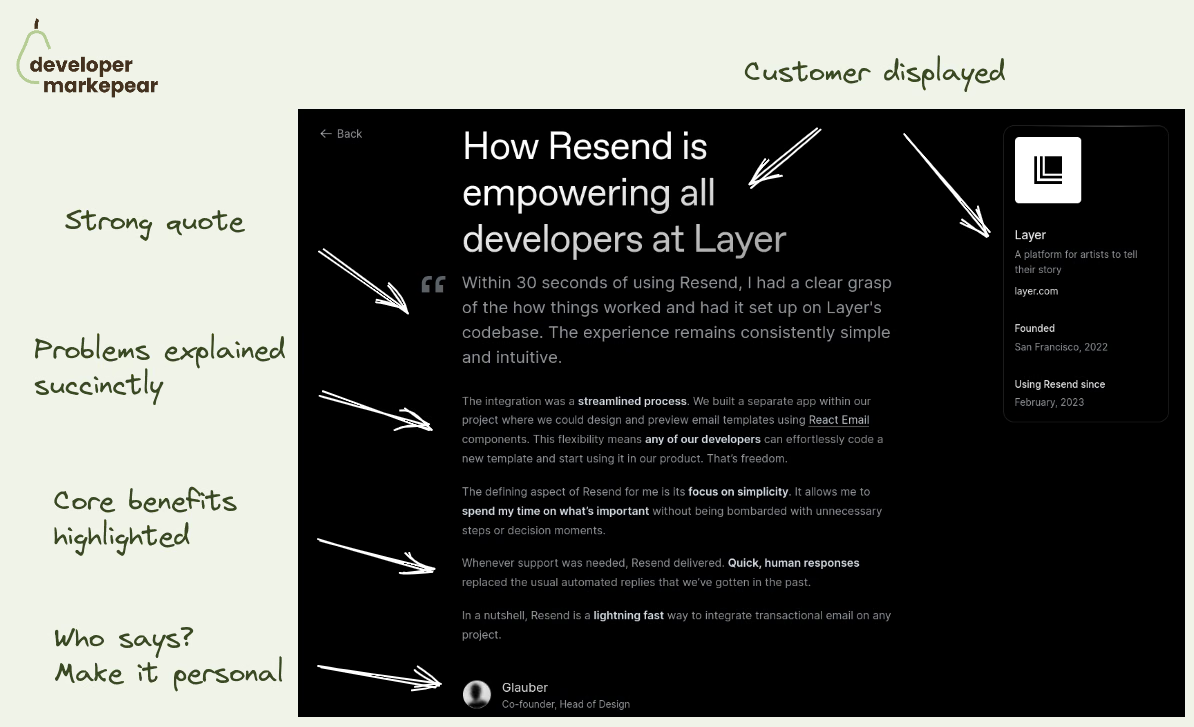 developer
markepear
Customer displayed
Strong quote
Problems explained
succinctly
Core benefits
highlighted
Who says?
Make it personal
← Back
How Resend is
empowering all
developers at Layer
“
Within 30 seconds of using Resend, I had a clear grasp
of the how things worked and had it set up on Layer's
codebase. The experience remains consistently simple
and intuitive.
The integration was a streamlined process. We built a separate app within our
project where we could design and preview email templates using React Email
components. This flexibility means any of our developers can effortlessly code a
new template and start using it in our product. That's freedom.
The defining aspect of Resend for me is its focus on simplicity. It allows me to
spend my time on what's important without being bombarded with unnecessary
steps or decision moments.
Whenever support was needed, Resend delivered. Quick, human responses
replaced the usual automated replies that we've gotten in the past.
In a nutshell, Resend is a lightning fast way to integrate transactional email on any
project.
Glauber
Co-founder, Head of Design
Layer
A platform for artists to tell
their story
layer.com
Founded
San Francisco, 2022
Using Resend since
February, 2023